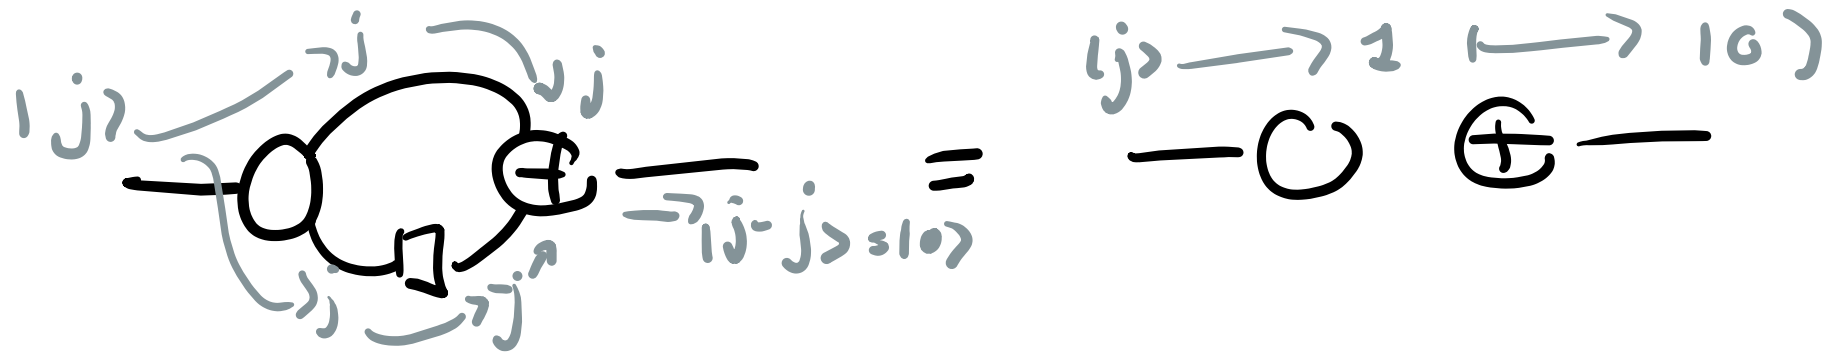 |j⟩ → j → j
→ j → -j → → |j-j⟩ = |0⟩
=
|j⟩ → 1 ↦ |0⟩